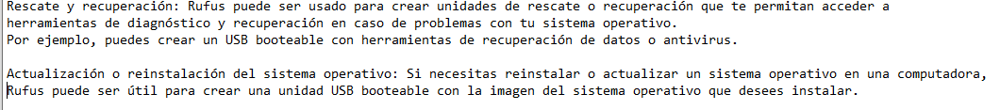 Rescate y recuperación: Rufus puede ser usado para crear unidades de rescate o recuperación que te permitan acceder a
herramientas de diagnóstico y recuperación en caso de problemas con tu sistema operativo.
Por ejemplo, puedes crear un USB booteable con herramientas de recuperación de datos o antivirus.
Actualización o reinstalación del sistema operativo: Si necesitas reinstalar o actualizar un sistema operativo en una computadora,
Rufus puede ser útil para crear una unidad USB booteable con la imagen del sistema operativo que desees instalar.